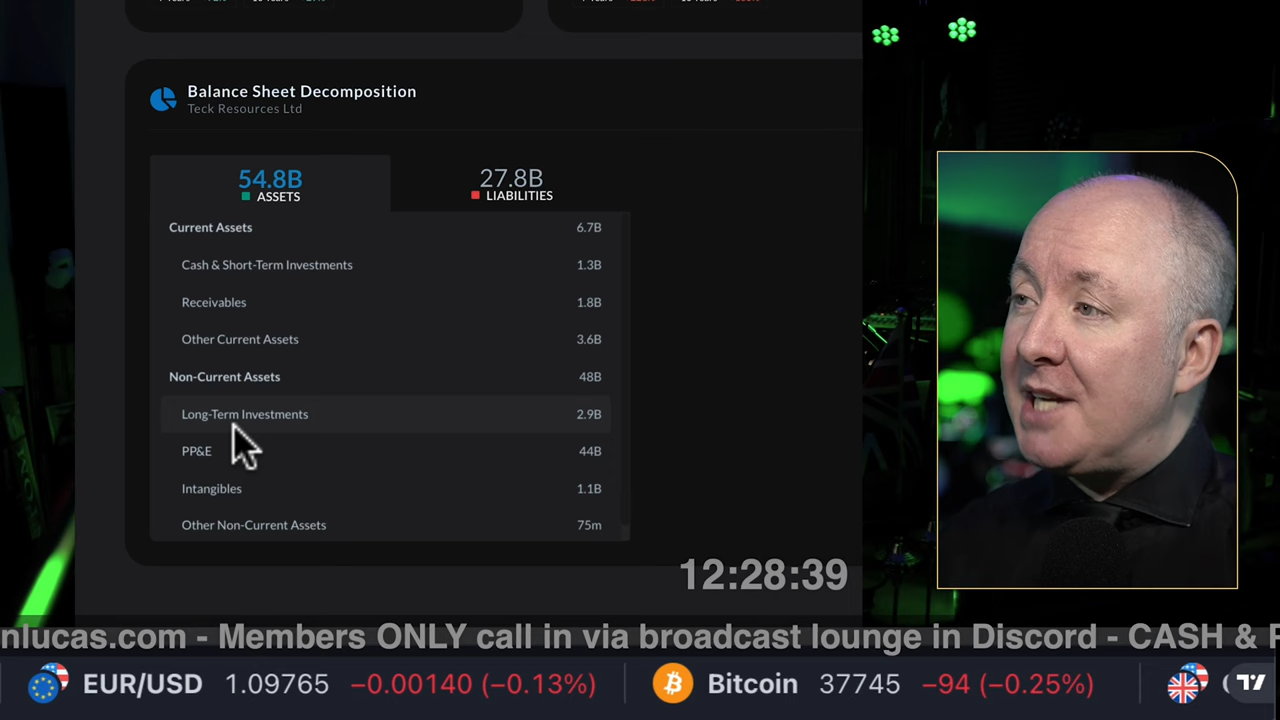 Balance Sheet Decomposition
Teck Resources Ltd
54.8B
ASSETS
27.8B
LIABILITIES
Current Assets 6.7B
Cash & Short-Term Investments 1.3B
Receivables 1.8B
Other Current Assets 3.6B
Non-Current Assets 48B
Long-Term Investments 2.9B
PP&E 44B
Intangibles 1.1B
Other Non-Current Assets 75m
12:28:39
nlucas.com - Members ONLY call in via broadcast lounge in Discord - CASH &
EUR/USD 1.09765 −0.00140 (−0.13%) Bitcoin 37745 −94 (−0.25%)